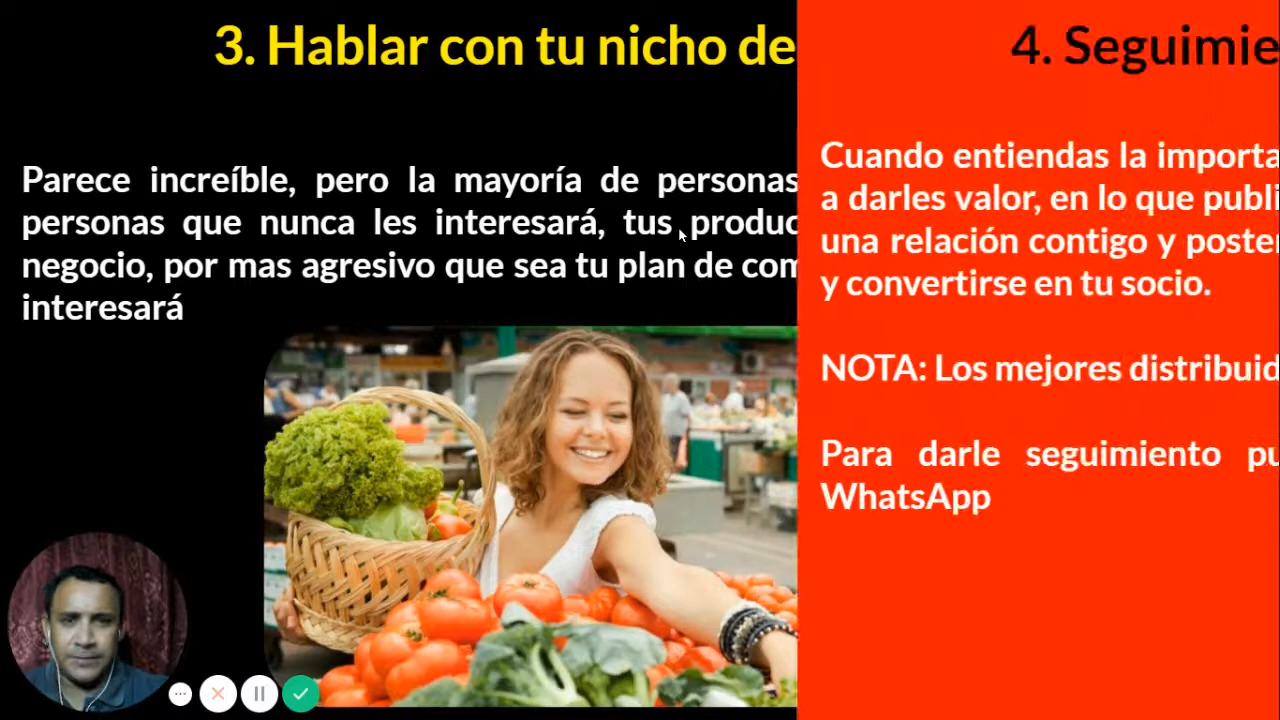 3. Hablar con tu nicho de
Parece increíble, pero la mayoría de personas
personas que nunca les interesará, tus produc
negocio, por mas agresivo que sea tu plan de com
interesará
4. Seguimie
Cuando entiendas la importa
a darles valor, en lo que publi
una relación contigo y poster
y convertirse en tu socio.
NOTA: Los mejores distribuid
Para darle seguimiento pu
WhatsApp